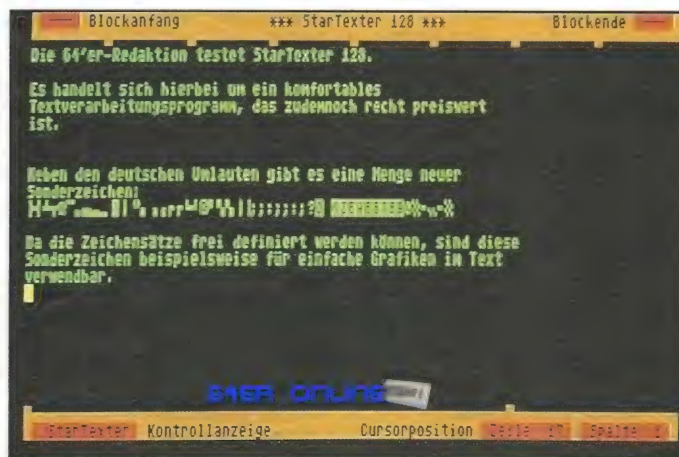 Blockanfang *** StarTexter 128 *** Blockende
Die 64'er-Redaktion testet StarTexter 128.
Es handelt sich hierbei um ein komfortables
Textverarbeitungsprogramm, das zudemnoch recht preiswert
ist.
Neben den deutschen Umlauten gibt es eine Menge neuer
Sonderzeichen:
Da die Zeichensätze frei definiert werden können, sind diese
Sonderzeichen beispielsweise für einfache Grafiken im Text
verwendbar.
64ER ONLINE
StarTexter Kontrollanzeige Cursorposition Zeile 17 Spalte 1